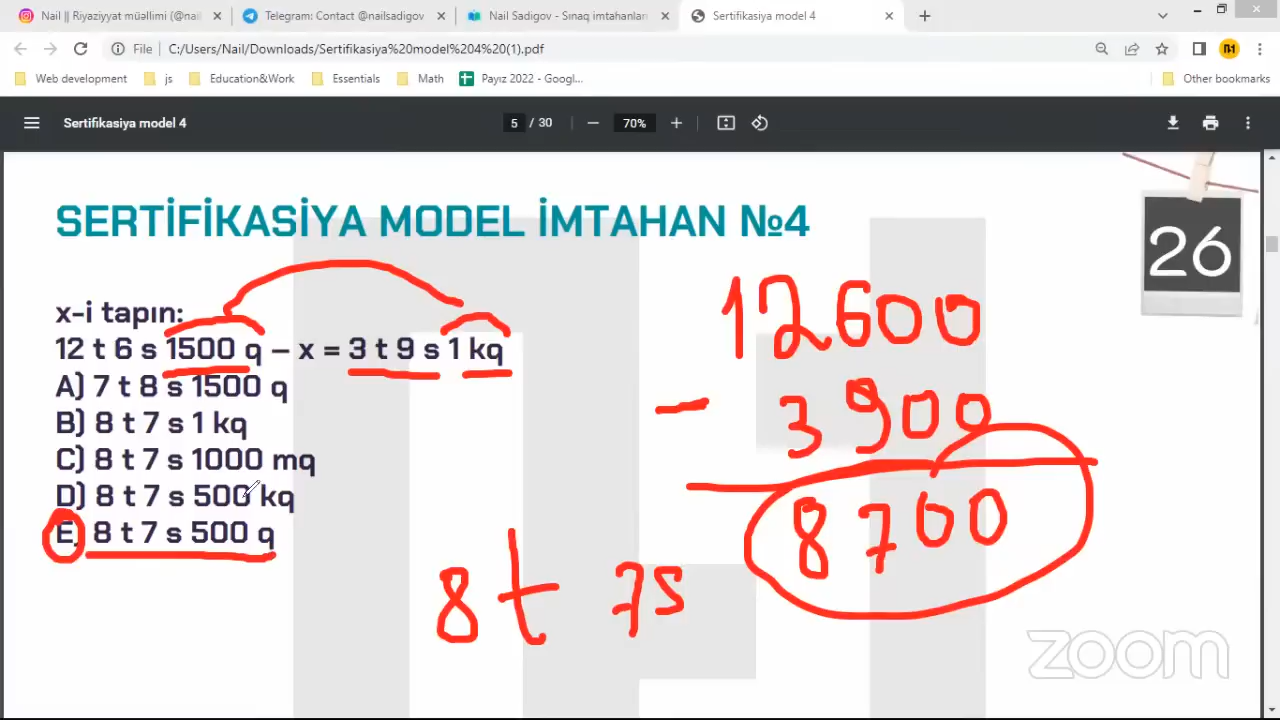 Nail || Riyaziyyat müəllimi (@nail
Telegram: Contact @nailsadigov
Nail Sadigov - Sınaq imtahanları
Sertifikasiya model 4
File
C:/Users/Nail/Downloads/Sertifikasiya%20model%204%20(1).pdf
Web development
js
Education&Work
Essentials
Math
Payız 2022 - Googl...
Other bookmarks
Sertifikasiya model 4
5 / 30
70%
SERTİFİKASİYA MODEL İMTAHAN №4
26
x-i tapın:
12 t 6 s 1500 q – x = 3 t 9 s 1 kq
A) 7 t 8 s 1500 q
B) 8 t 7 s 1 kq
C) 8 t 7 s 1000 mq
D) 8 t 7 s 500 kq
E) 8 t 7 s 500 q
12600
- 3900
8700
8 t 7s
zoom